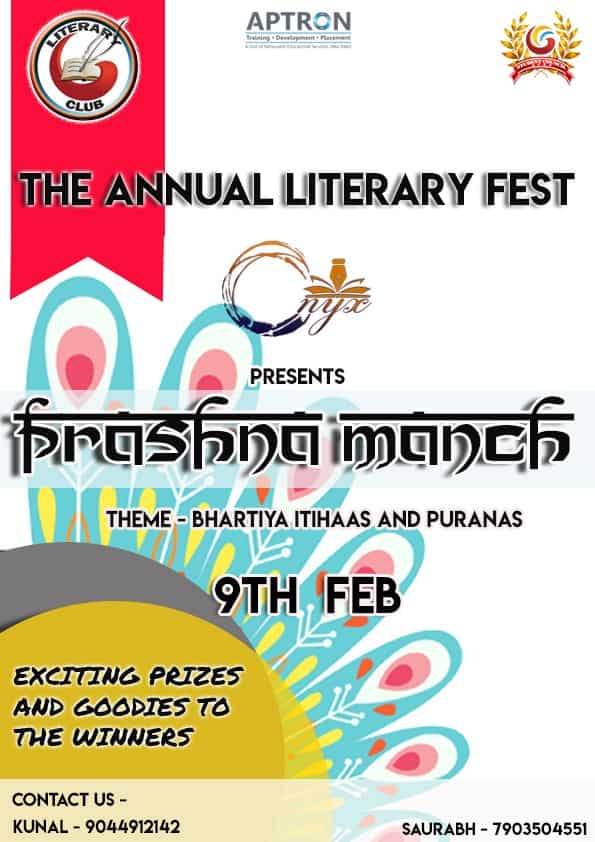 LITERARY
CLUB
APTRON
Training • Development • Placement
THE ANNUAL LITERARY FEST
Onyx
PRESENTS
Prashna Manch
THEME - BHARTIYA ITIHAAS AND PURANAS
9TH FEB
EXCITING PRIZES
AND GOODIES TO
THE WINNERS
CONTACT US -
KUNAL - 9044912142
SAURABH - 7903504551